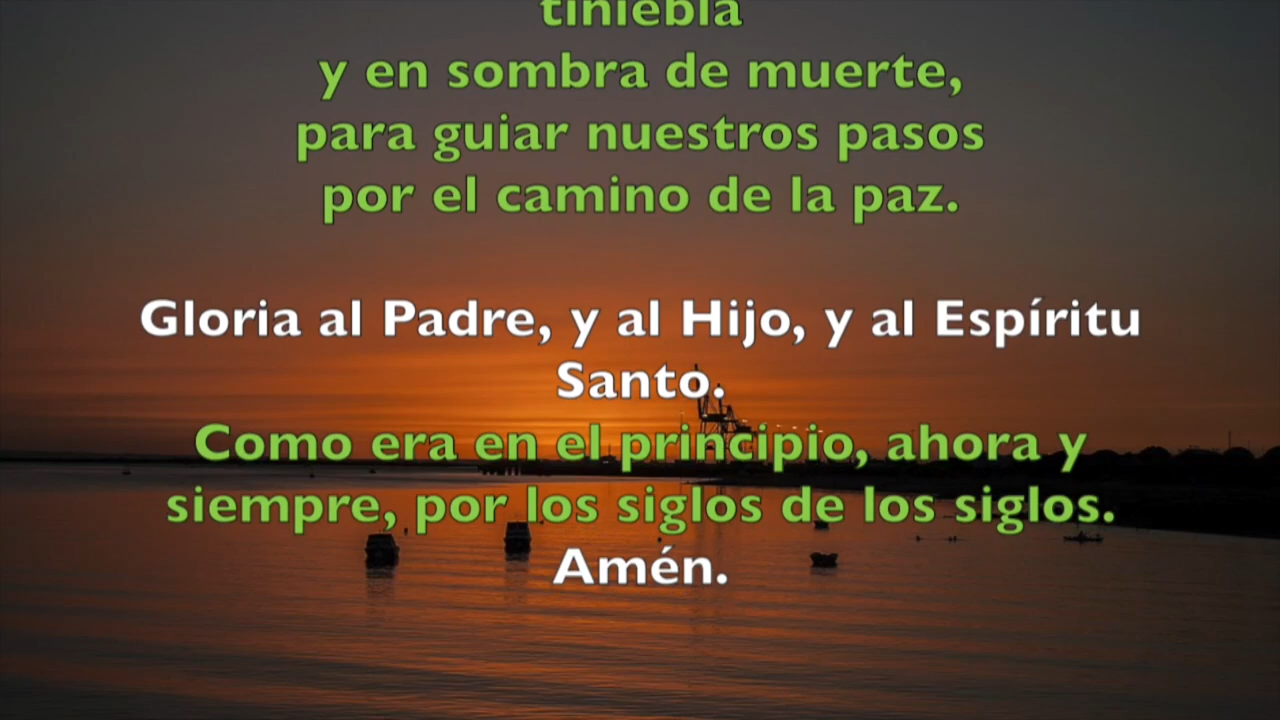 tiniebla
y en sombra de muerte,
para guiar nuestros pasos
por el camino de la paz.
Gloria al Padre, y al Hijo, y al Espíritu
Santo.
Como era en el principio, ahora y
siempre, por los siglos de los siglos.
Amén.